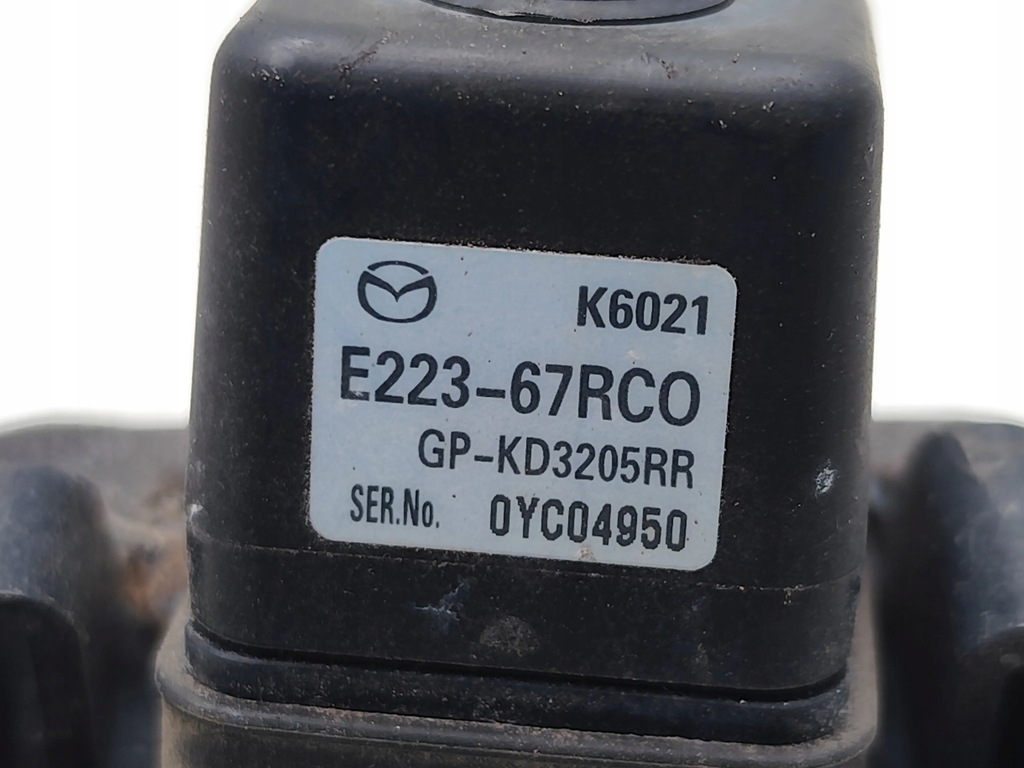 K6021
E223-67RCO
GP-KD3205RR
SER.No. 0YC04950